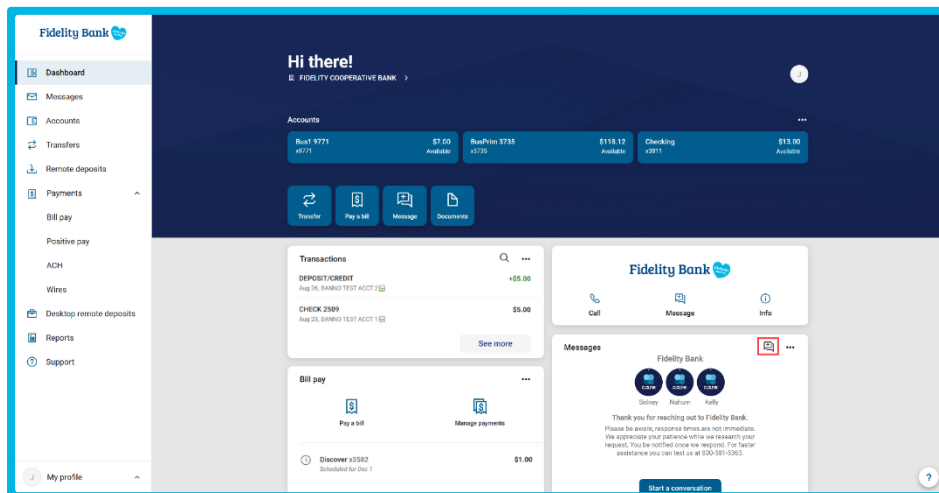 Fidelity Bank
Dashboard
Messages
Accounts
Transfers
Remote deposits
Payments
Bill pay
Positive pay
ACH
Wires
Desktop remote deposits
Reports
Support
J
My profile
Hi there!
FIDELITY COOPERATIVE BANK
J
Accounts
Bus1 9771 $7.00
x9771 Available
BusPrim 3735 $118.12
x3735 Available
Checking $13.00
x3811 Available
Transfer
Pay a bill
Message
Documents
Transactions
DEPOSIT/CREDIT +$5.00
Aug 26, BANNO TEST ACCT 2
CHECK 2509 $5.00
Aug 23, BANNO TEST ACCT 1
See more
Bill pay
Pay a bill
Manage payments
Discover x3582 $1.00
Scheduled for Dec 1
Fidelity Bank
Call
Message
Info
Messages
Fidelity Bank
care care care
Sidney Nahum Kelly
Thank you for reaching out to Fidelity Bank.
Please be aware, response times are not immediate.
We appreciate your patience while we research your
request. You be notified once we respond. For faster
assistance you can text us at 800-581-5363.
Start a conversation
?